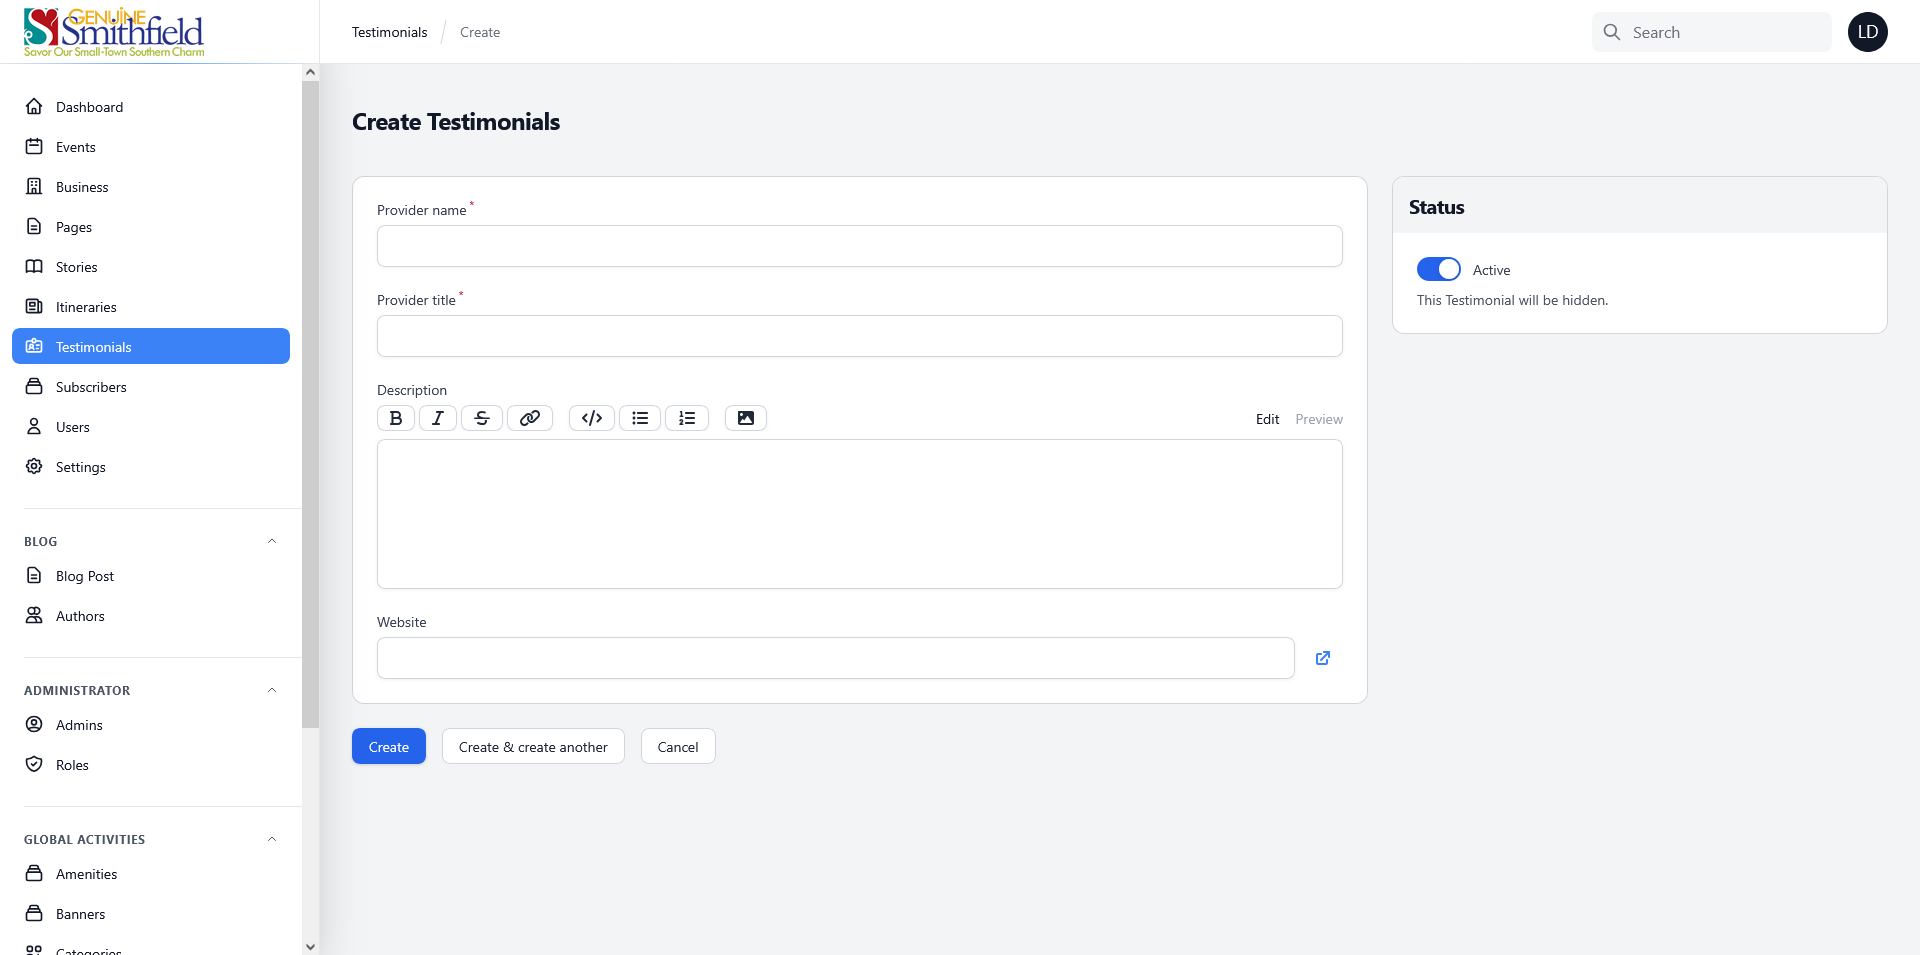 GENUINE
Smithfield
Savor Our Small-Town Southern Charm
Testimonials / Create
Search
LD
Dashboard
Events
Business
Pages
Stories
Itineraries
Testimonials
Subscribers
Users
Settings
BLOG
Blog Post
Authors
ADMINISTRATOR
Admins
Roles
GLOBAL ACTIVITIES
Amenities
Banners
Categories
Create Testimonials
Provider name*
Provider title*
Description
Edit Preview
Website
Create
Create & create another
Cancel
Status
Active
This Testimonial will be hidden.